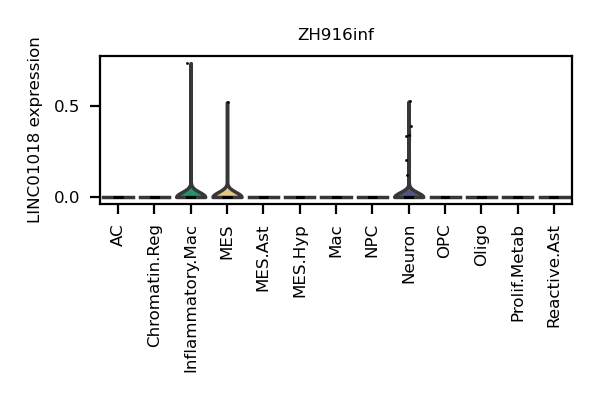 ZH916inf
LINC01018 expression
0.5
0.0
AC
Chromatin.Reg
Inflammatory.Mac
MES
MES.Ast
MES.Hyp
Mac
NPC
Neuron
OPC
Oligo
Prolif.Metab
Reactive.Ast